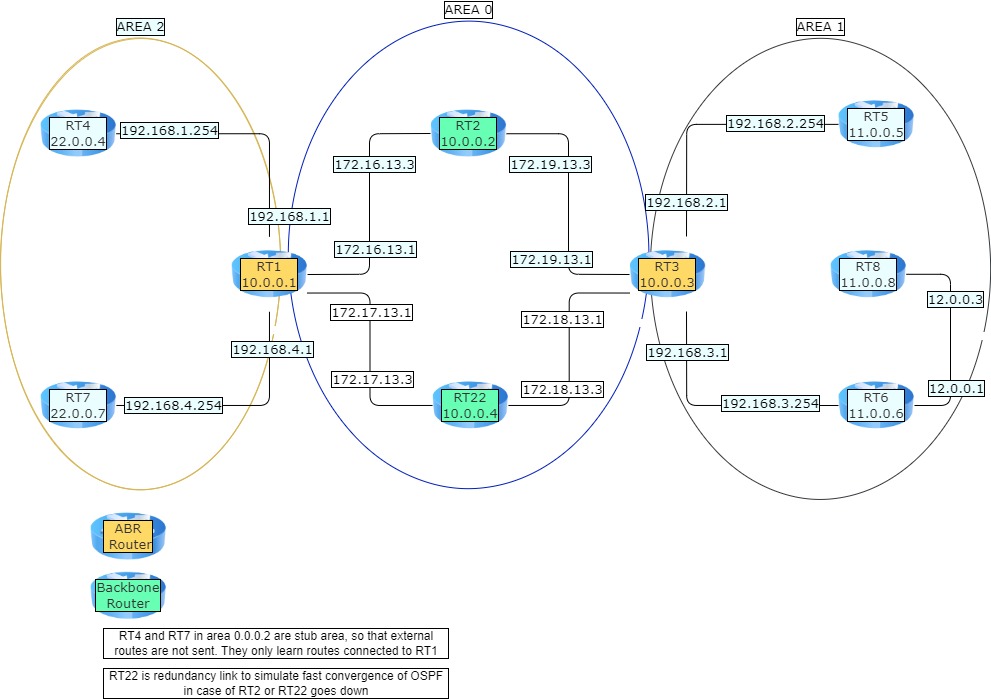 AREA 2
AREA 0
AREA 1
RT4
22.0.0.4
192.168.1.254
192.168.1.1
RT1
10.0.0.1
192.168.4.1
RT7
22.0.0.7
192.168.4.254
RT2
10.0.0.2
172.16.13.3
172.19.13.3
172.16.13.1
172.19.13.1
172.17.13.1
172.18.13.1
172.17.13.3
172.18.13.3
RT22
10.0.0.4
RT3
10.0.0.3
192.168.2.254
RT5
11.0.0.5
192.168.2.1
RT8
11.0.0.8
12.0.0.3
192.168.3.1
12.0.0.1
192.168.3.254
RT6
11.0.0.6
ABR
Router
Backbone
Router
RT4 and RT7 in area 0.0.0.2 are stub area, so that external
routes are not sent. They only learn routes connected to RT1
RT22 is redundancy link to simulate fast convergence of OSPF
in case of RT2 or RT22 goes down